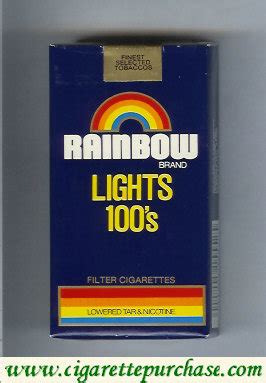 FINEST
SELECTED
TOBACCOS
RAINBOW
BRAND
LIGHTS
100's
FILTER CIGARETTES
LOWERED TAR & NICOTINE
www.cigarettepurchase.com